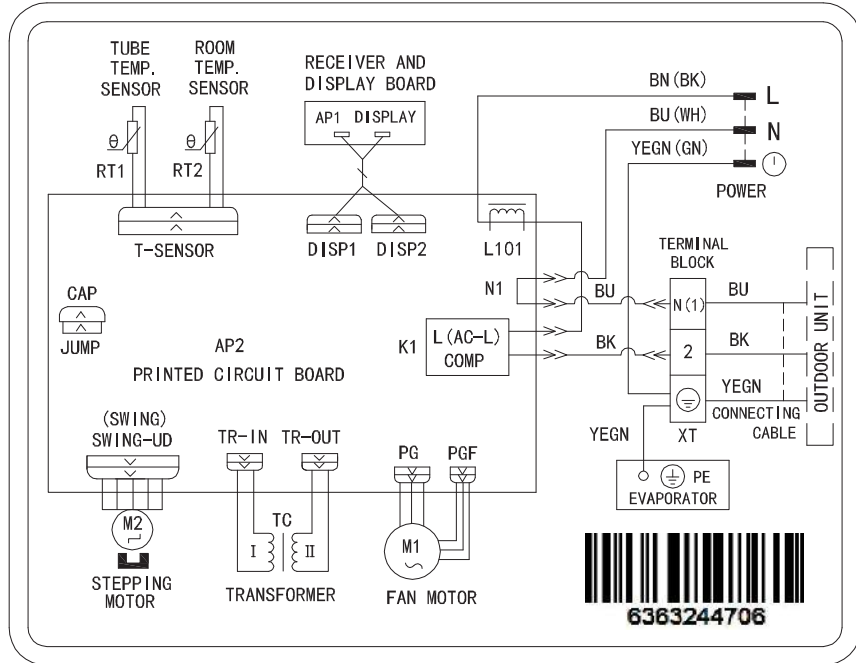 TUBE
TEMP.
SENSOR
ROOM
TEMP.
SENSOR
RECEIVER AND
DISPLAY BOARD
AP1 DISPLAY
BN (BK)
L
BU (WH)
N
YEGN (GN)
POWER
θ
RT1
θ
RT2
T-SENSOR
DISP1
DISP2
L101
TERMINAL
BLOCK
N1
BU
N(1)
BU
CAP
JUMP
K1
L (AC-L)
COMP
BK
2
BK
OUTDOOR UNIT
AP2
PRINTED CIRCUIT BOARD
YEGN
CONNECTING
CABLE
XT
(SWING)
SWING-UD
TR-IN
TR-OUT
PG
PGF
YEGN
PE
EVAPORATOR
M2
STEPPING
MOTOR
TC
I
II
TRANSFORMER
M1
FAN MOTOR
6363244706